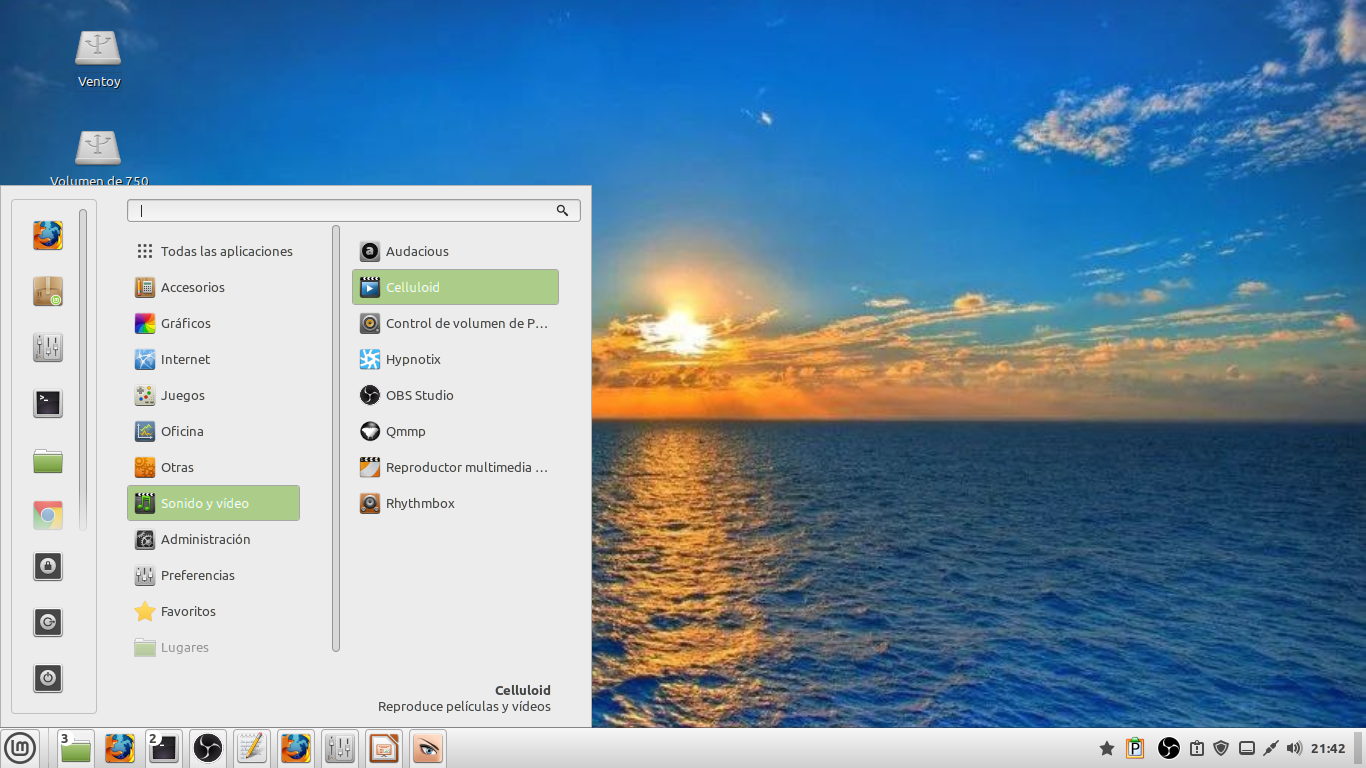 Ventoy
Volumen de 750
Todas las aplicaciones
Accesorios
Gráficos
Internet
Juegos
Oficina
Otras
Sonido y vídeo
Administración
Preferencias
Favoritos
Lugares
Audacious
Celluloid
Control de volumen de P...
Hypnotix
OBS Studio
Qmmp
Reproductor multimedia ...
Rhythmbox
Celluloid
Reproduce películas y vídeos
3
2
P
21:42